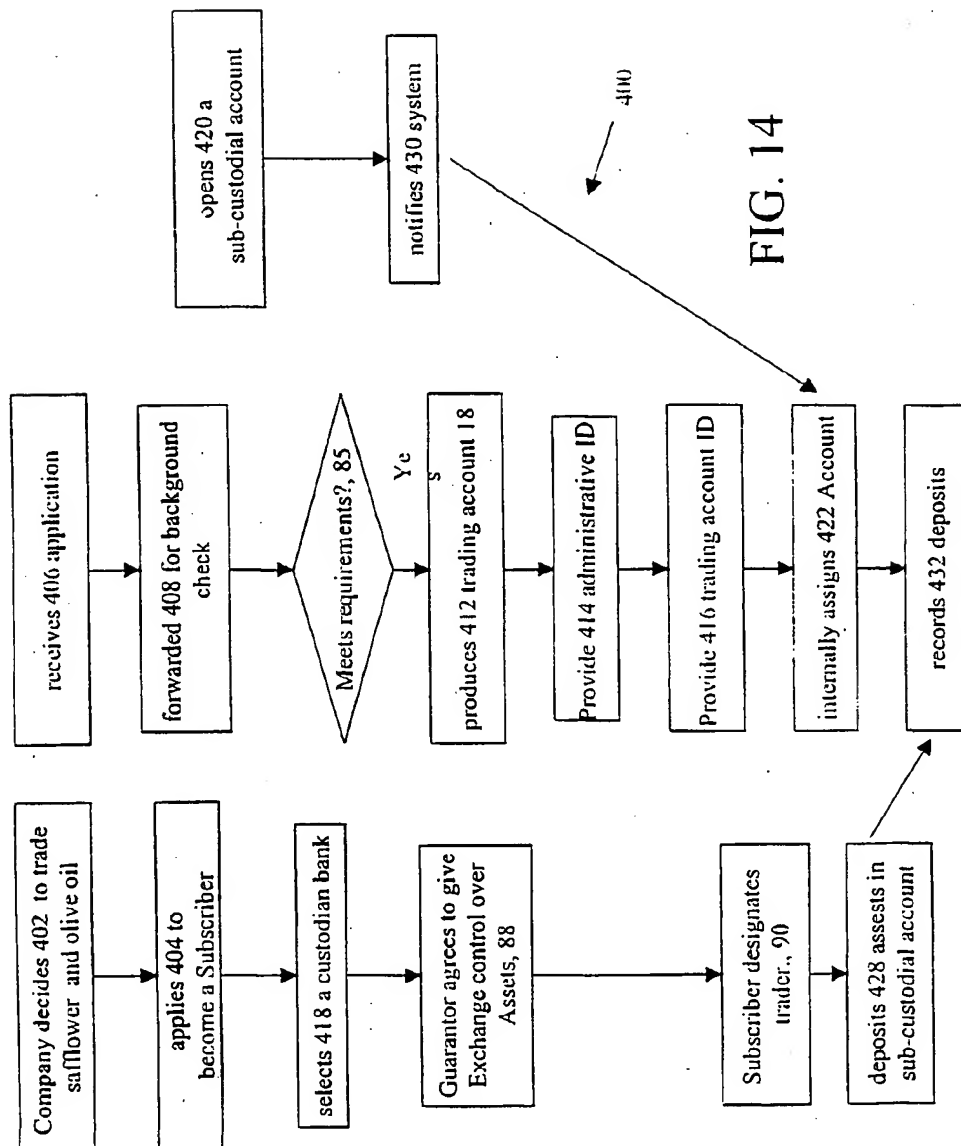 Company decides 402 to trade
safflower and olive oil
applies 404 to
become a Subscriber
selects 418 a custodian bank
Guarantor agrees to give
Exchange control over
Assets, 88
Subscriber designates
trader., 90
deposits 428 assests in
sub-custodial account
receives 406 application
forwarded 408 for background
check
Meets requirements?, 85
Ye
s
produces 412 trading account 18
Provide 414 administrative ID
Provide 416 trading account ID
internally assigns 422 Account
records 432 deposits
opens 420 a
sub-custodial account
notifies 430 system
400
FIG. 14